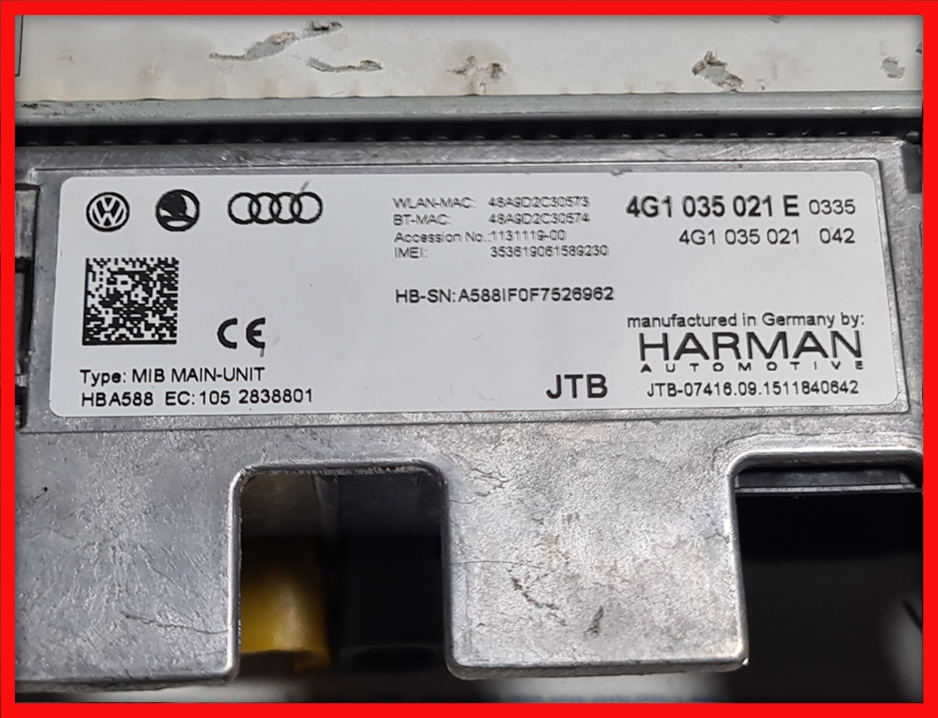 WLAN-MAC: 48A9D2C30573
BT-MAC: 48A9D2C30574
Accession No.:1131119-00
IMEI: 353619061589230
4G1 035 021 E 0335
4G1 035 021 042
HB-SN: A588IF0F7526962
CE
manufactured in Germany by:
HARMAN
AUTOMOTIVE
Type: MIB MAIN-UNIT
HBA588 EC: 105 2838801
JTB
JTB-07416.09.1511840642